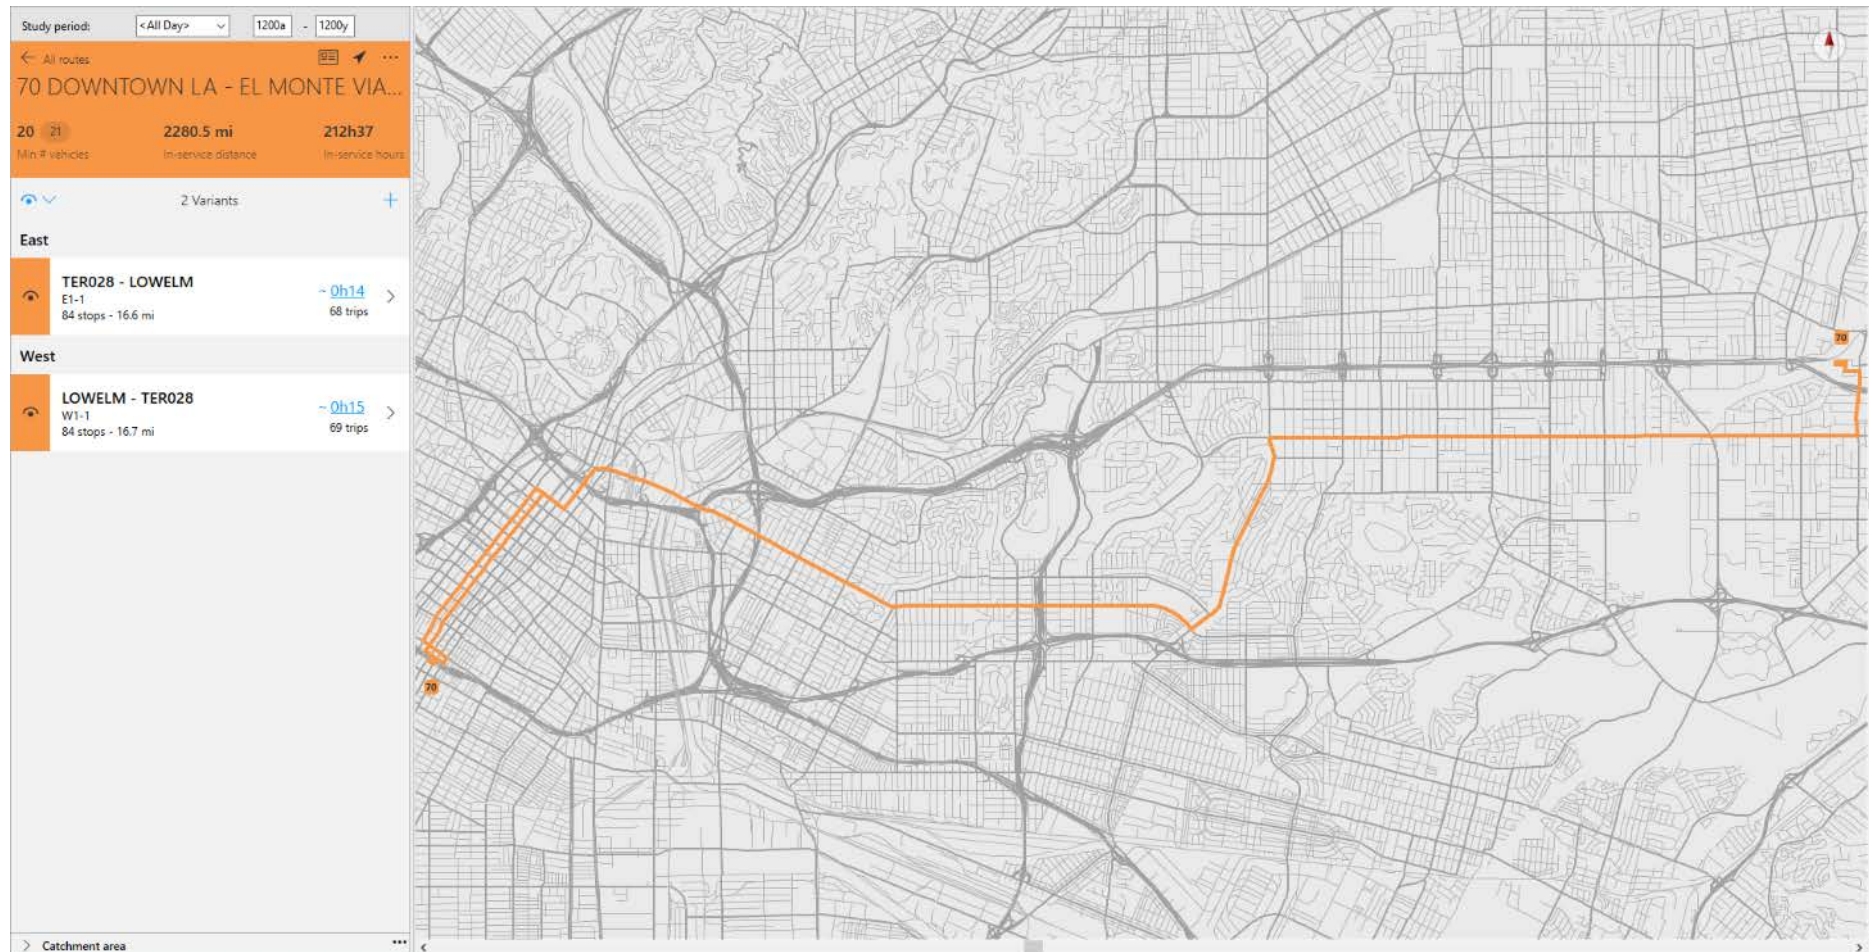 Study period: <All Day> 1200a - 1200y
All routes
70 DOWNTOWN LA - EL MONTE VIA...
20 21 2280.5 mi 212h37
Min # vehicles In-service distance In-service hours
2 Variants
East
TER028 - LOWELM
E1-1
84 stops - 16.6 mi
~ 0h14
68 trips
West
LOWELM - TER028
W1-1
84 stops - 16.7 mi
~ 0h15
69 trips
Catchment area
70
70